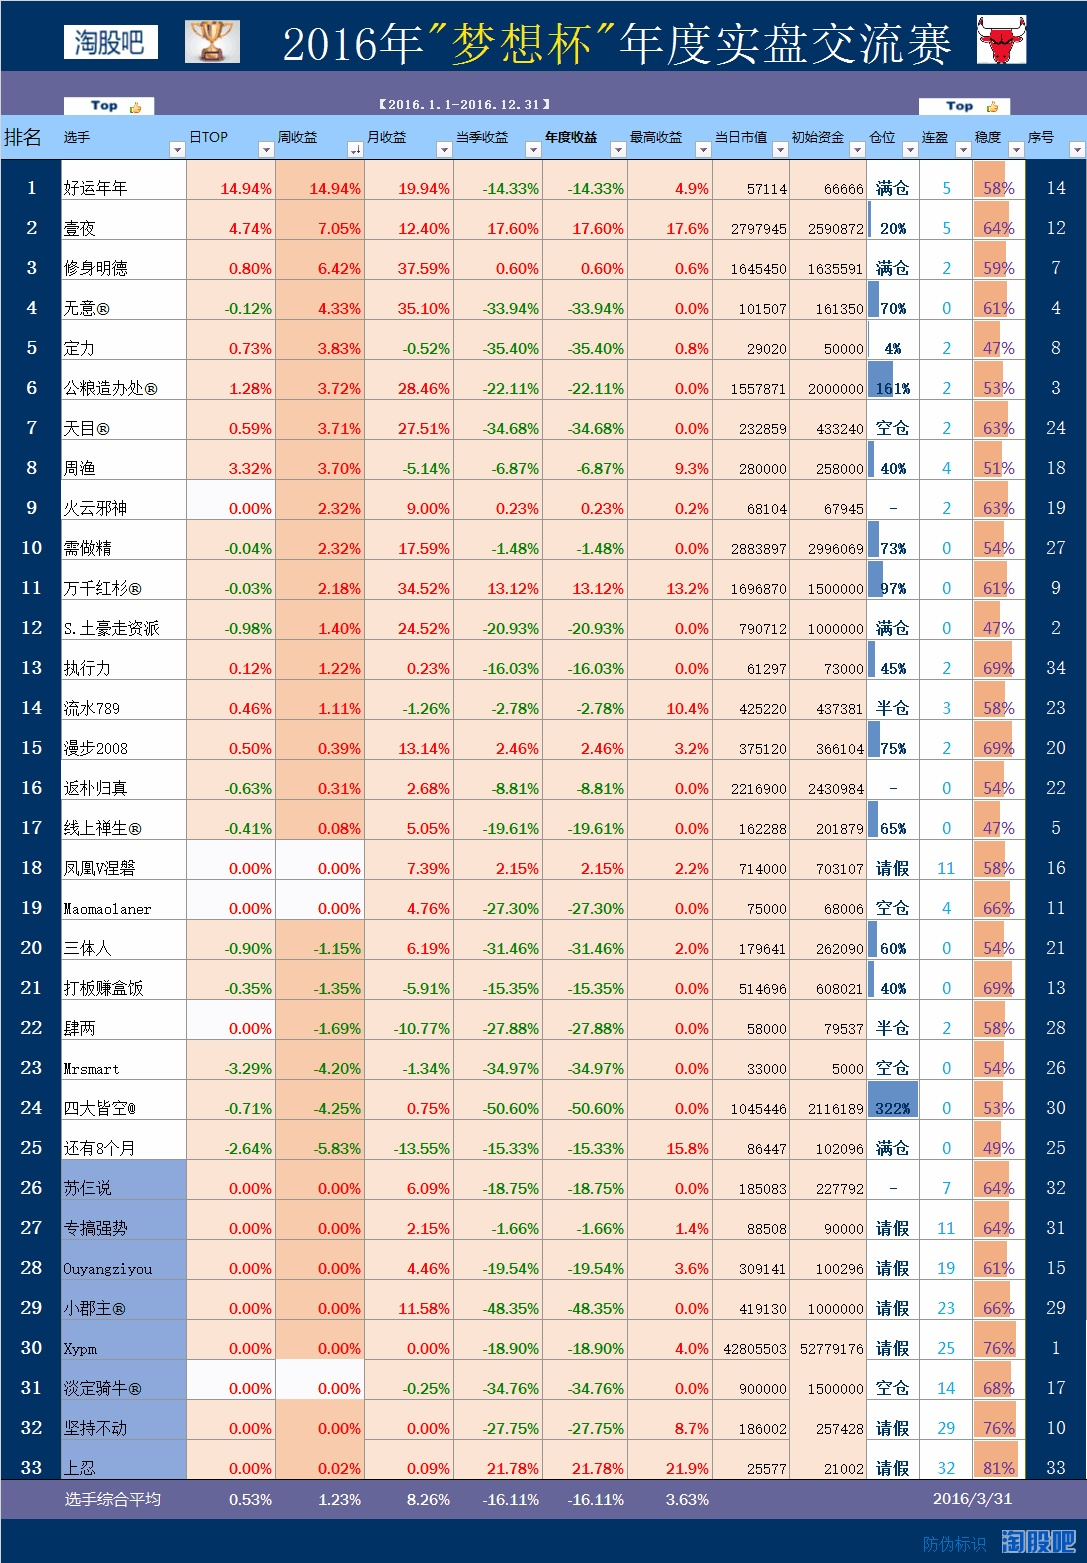 淘股吧 2016年"梦想杯"年度实盘交流赛
Top 【2016.1.1-2016.12.31】 Top
排名 选手 日TOP 周收益 月收益 当季收益 年度收益 最高收益 当日市值 初始资金 仓位 连盈 稳度 序号
1 好运年年 14.94% 14.94% 19.94% -14.33% -14.33% 4.9% 57114 66666 满仓 5 58% 14
2 壹夜 4.74% 7.05% 12.40% 17.60% 17.60% 17.6% 2797945 2590872 20% 5 64% 12
3 修身明德 0.80% 6.42% 37.59% 0.60% 0.60% 0.6% 1645450 1635591 满仓 2 59% 7
4 无意® -0.12% 4.33% 35.10% -33.94% -33.94% 0.0% 101507 161350 70% 0 61% 4
5 定力 0.73% 3.83% -0.52% -35.40% -35.40% 0.8% 29020 50000 4% 2 47% 8
6 公粮造办处® 1.28% 3.72% 28.46% -22.11% -22.11% 0.0% 1557871 2000000 161% 2 53% 3
7 天目® 0.59% 3.71% 27.51% -34.68% -34.68% 0.0% 232859 433240 空仓 2 63% 24
8 周渔 3.32% 3.70% -5.14% -6.87% -6.87% 9.3% 280000 258000 40% 4 51% 18
9 火云邪神 0.00% 2.32% 9.00% 0.23% 0.23% 0.2% 68104 67945 - 2 63% 19
10 需做精 -0.04% 2.32% 17.59% -1.48% -1.48% 0.0% 2883897 2996069 73% 0 54% 27
11 万千红杉® -0.03% 2.18% 34.52% 13.12% 13.12% 13.2% 1696870 1500000 97% 0 61% 9
12 S.土豪走资派 -0.98% 1.40% 24.52% -20.93% -20.93% 0.0% 790712 1000000 满仓 0 47% 2
13 执行力 0.12% 1.22% 0.23% -16.03% -16.03% 0.0% 61297 73000 45% 2 69% 34
14 流水789 0.46% 1.11% -1.26% -2.78% -2.78% 10.4% 425220 437381 半仓 3 58% 23
15 漫步2008 0.50% 0.39% 13.14% 2.46% 2.46% 3.2% 375120 366104 75% 2 69% 20
16 返朴归真 -0.63% 0.31% 2.68% -8.81% -8.81% 0.0% 2216900 2430984 - 0 54% 22
17 线上禅生® -0.41% 0.08% 5.05% -19.61% -19.61% 0.0% 162288 201879 65% 0 47% 5
18 凤凰V涅磐 0.00% 0.00% 7.39% 2.15% 2.15% 2.2% 714000 703107 请假 11 58% 16
19 Maomaolaner 0.00% 0.00% 4.76% -27.30% -27.30% 0.0% 75000 68006 空仓 4 66% 11
20 三体人 -0.90% -1.15% 6.19% -31.46% -31.46% 2.0% 179641 262090 60% 0 54% 21
21 打板赚盒饭 -0.35% -1.35% -5.91% -15.35% -15.35% 0.0% 514696 608021 40% 0 69% 13
22 肆两 0.00% -1.69% -10.77% -27.88% -27.88% 0.0% 58000 79537 半仓 2 58% 28
23 Mrsmart -3.29% -4.20% -1.34% -34.97% -34.97% 0.0% 33000 5000 空仓 0 54% 26
24 四大皆空@ -0.71% -4.25% 0.75% -50.60% -50.60% 0.0% 1045446 2116189 322% 0 53% 30
25 还有8个月 -2.64% -5.83% -13.55% -15.33% -15.33% 15.8% 86447 102096 满仓 0 49% 25
26 苏仨说 0.00% 0.00% 6.09% -18.75% -18.75% 0.0% 185083 227792 - 7 64% 32
27 专搞强势 0.00% 0.00% 2.15% -1.66% -1.66% 1.4% 88508 90000 请假 11 64% 31
28 Ouyangziyou 0.00% 0.00% 4.46% -19.54% -19.54% 3.6% 309141 100296 请假 19 61% 15
29 小郡主® 0.00% 0.00% 11.58% -48.35% -48.35% 0.0% 419130 1000000 请假 23 66% 29
30 Xypm 0.00% 0.00% 0.00% -18.90% -18.90% 4.0% 42805503 52779176 请假 25 76% 1
31 淡定骑牛® 0.00% 0.00% -0.25% -34.76% -34.76% 0.0% 900000 1500000 空仓 14 68% 17
32 坚持不动 0.00% 0.00% 0.00% -27.75% -27.75% 8.7% 186002 257428 请假 29 76% 10
33 上忍 0.00% 0.02% 0.09% 21.78% 21.78% 21.9% 25577 21002 请假 32 81% 33
选手综合平均 0.53% 1.23% 8.26% -16.11% -16.11% 3.63% 2016/3/31
防伪标识 淘股吧